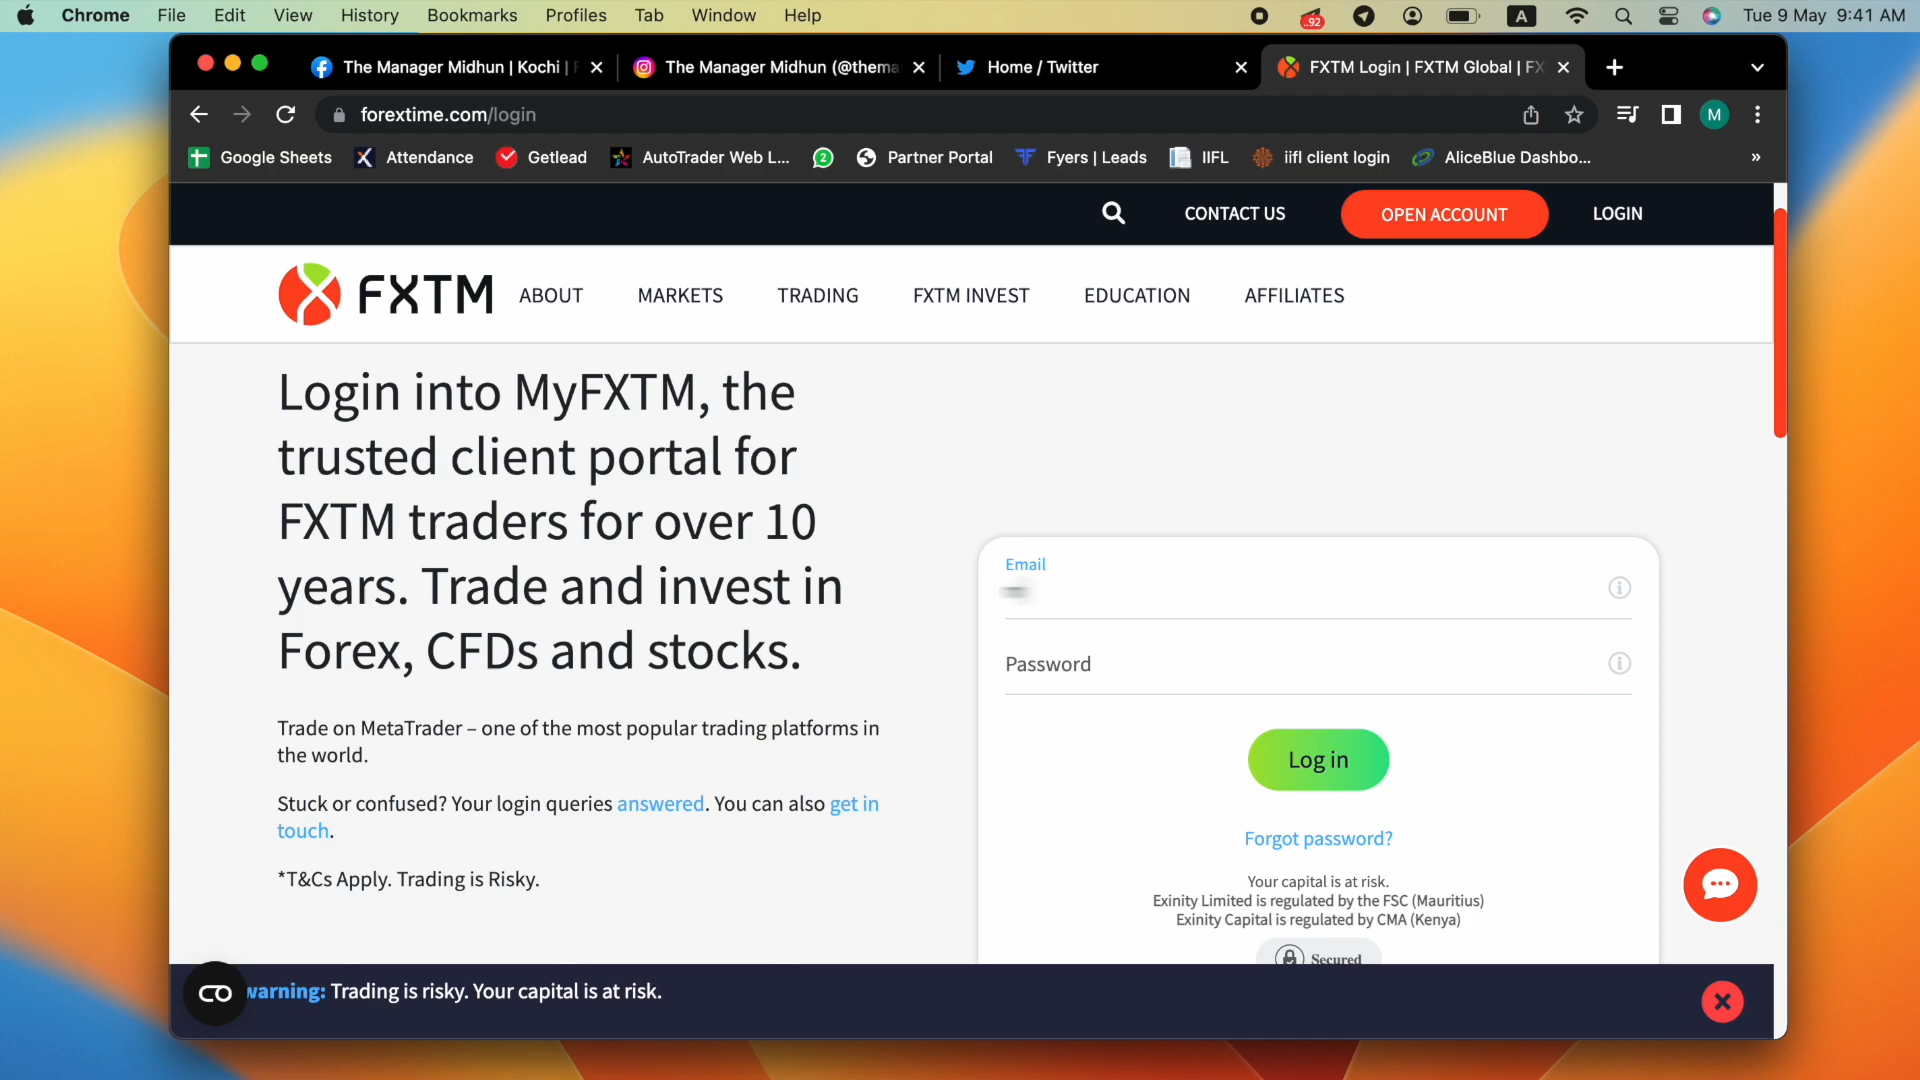 Chrome File Edit View History Bookmarks Profiles Tab Window Help ..92 A Tue 9 May 9:41 AM
The Manager Midhun | Kochi | The Manager Midhun (@thema Home / Twitter FXTM Login | FXTM Global | FX
forextime.com/login M
Google Sheets Attendance Getlead AutoTrader Web L... 2 Partner Portal Fyers | Leads IIFL iifl client login AliceBlue Dashbo... »
CONTACT US OPEN ACCOUNT LOGIN
FXTM ABOUT MARKETS TRADING FXTM INVEST EDUCATION AFFILIATES
Login into MyFXTM, the
trusted client portal for
FXTM traders for over 10
years. Trade and invest in
Forex, CFDs and stocks.
Trade on MetaTrader – one of the most popular trading platforms in
the world.
Stuck or confused? Your login queries answered. You can also get in
touch.
*T&Cs Apply. Trading is Risky.
Email
Password
Log in
Forgot password?
Your capital is at risk.
Exinity Limited is regulated by the FSC (Mauritius)
Exinity Capital is regulated by CMA (Kenya)
Secured
warning: Trading is risky. Your capital is at risk.